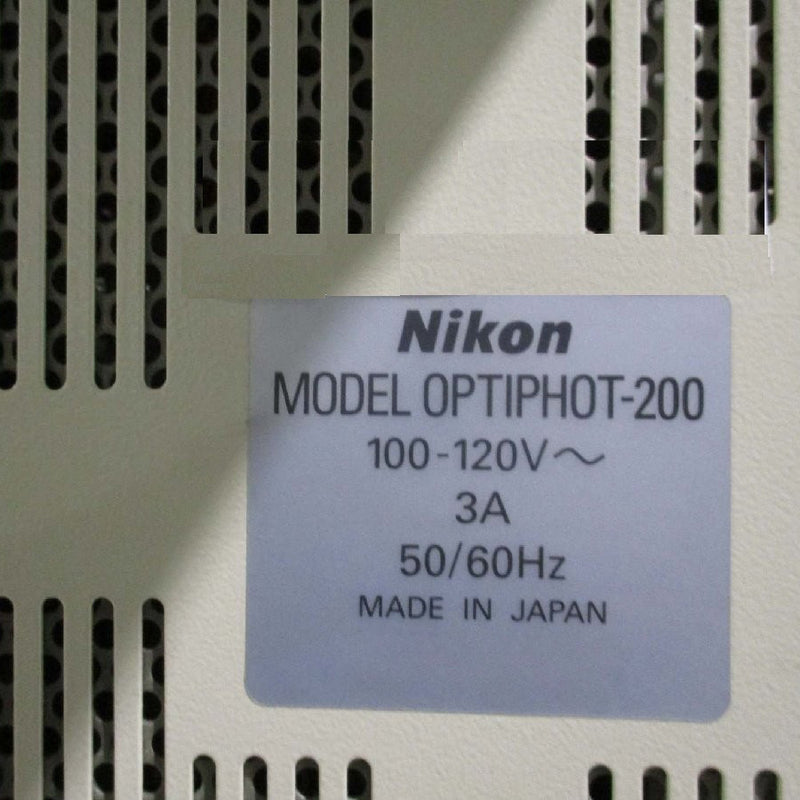 Nikon
MODEL OPTIPHOT-200
100-120V～
3A
50/60Hz
MADE IN JAPAN